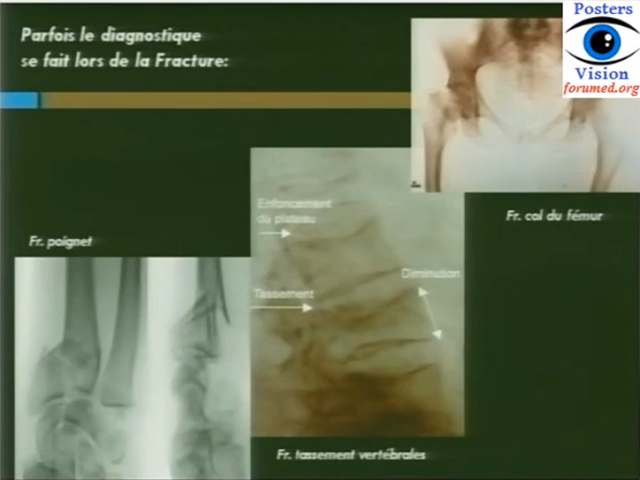 Parfois le diagnostique
se fait lors de la Fracture:
Posters
Vision
forumed.org
Enfoncement
du plateau
Fr. col du fémur
Fr. poignet
Diminution
Tassement
Fr. tassement vertébrales